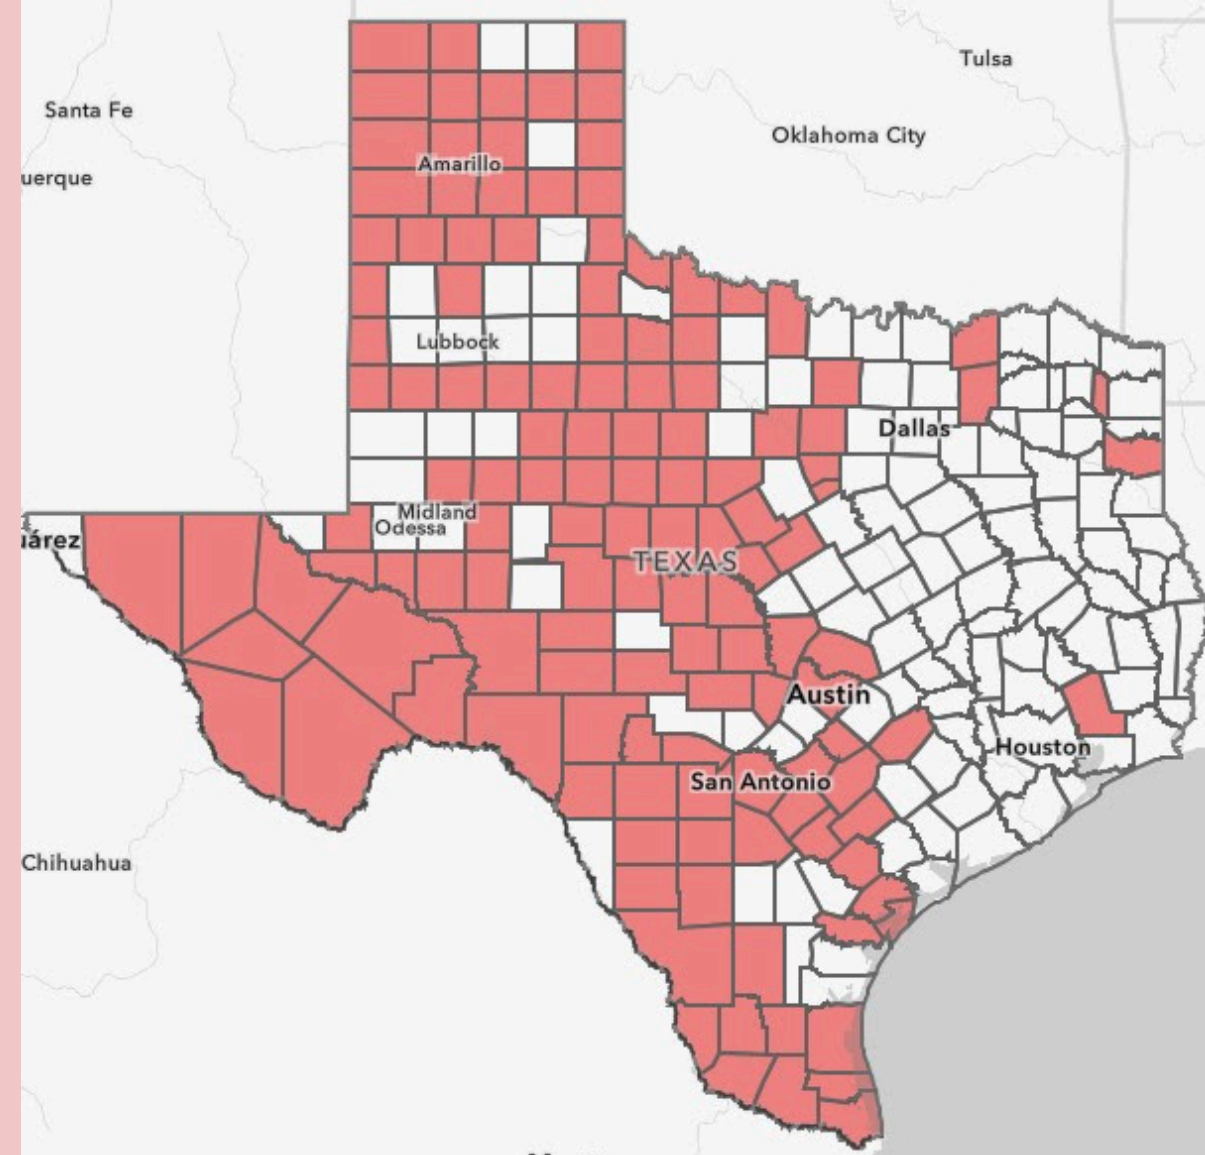 Tulsa
Santa Fe
Oklahoma City
Amarillo
uerque
Lubbock
Dallas
Midland
Odessa
árez
TEXAS
Austin
Houston
San Antonio
Chihuahua